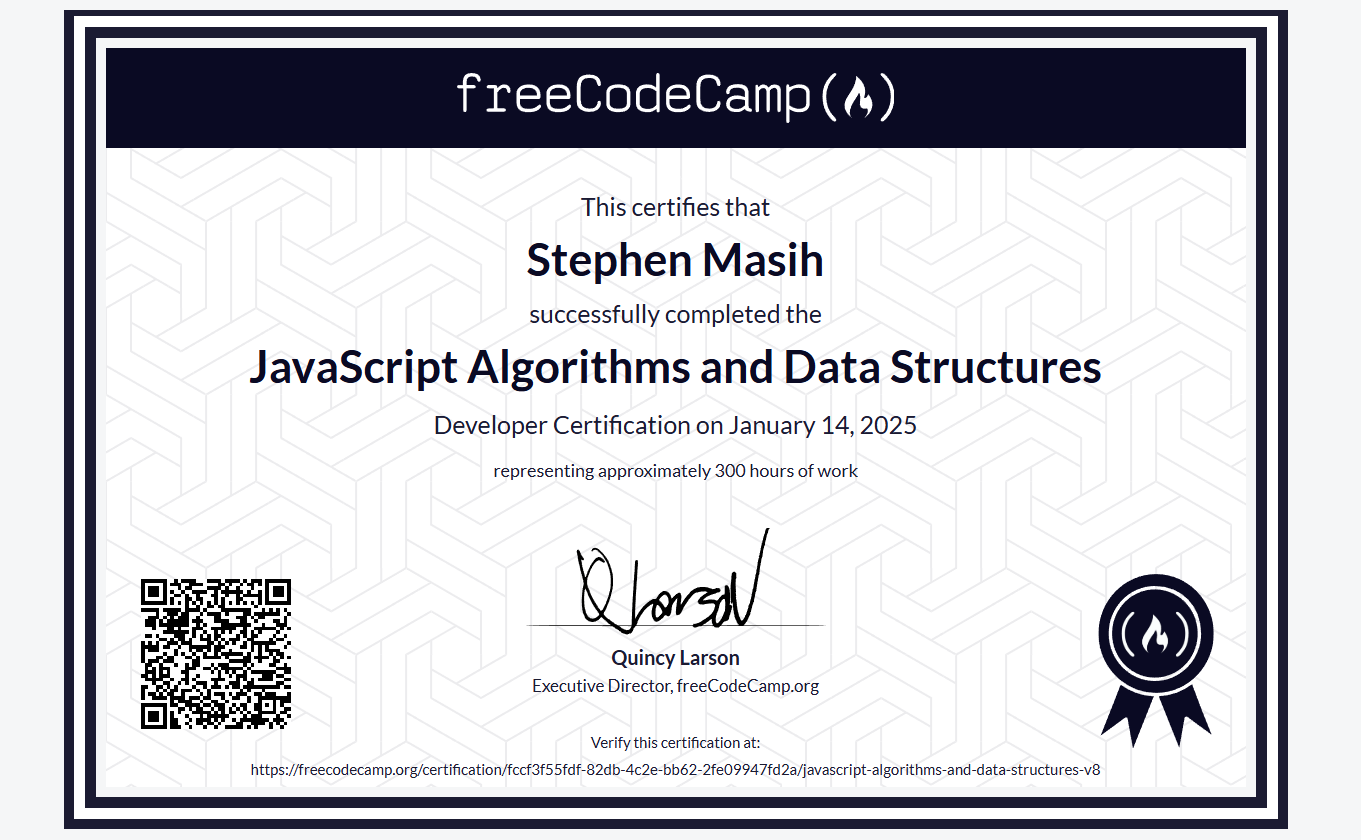 freeCodeCamp
This certifies that
Stephen Masih
successfully completed the
JavaScript Algorithms and Data Structures
Developer Certification on January 14, 2025
representing approximately 300 hours of work
Quincy Larson
Executive Director, freeCodeCamp.org
Verify this certification at:
https://freecodecamp.org/certification/fccf3f55fdf-82db-4c2e-bb62-2fe09947fd2a/javascript-algorithms-and-data-structures-v8